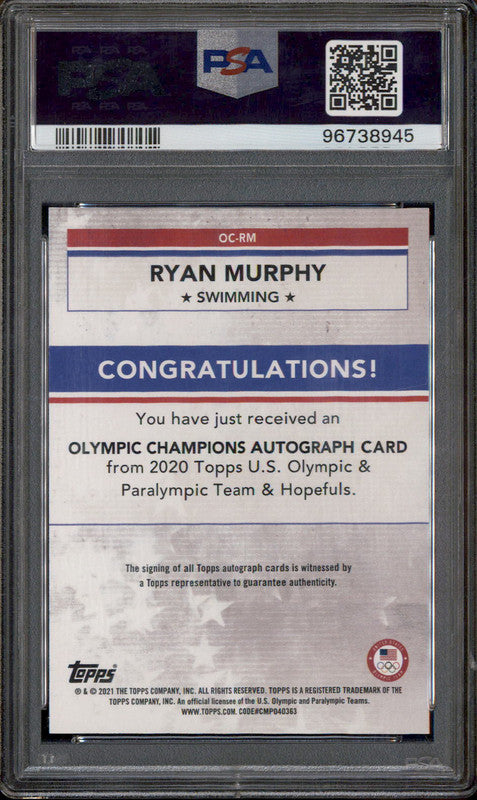 PSA
PSA
96738945
OC-RM
RYAN MURPHY
★ SWIMMING ★
CONGRATULATIONS!
You have just received an
OLYMPIC CHAMPIONS AUTOGRAPH CARD
from 2020 Topps U.S. Olympic &
Paralympic Team & Hopefuls.
The signing of all Topps autograph cards is witnessed by
a Topps representative to guarantee authenticity.
topps
® & © 2021 THE TOPPS COMPANY, INC. ALL RIGHTS RESERVED. TOPPS IS A REGISTERED TRADEMARK OF THE
TOPPS COMPANY, INC. An official licensee of the U.S. Olympic and Paralympic Teams.
WWW.TOPPS.COM. CODE#CMP040363
PSA